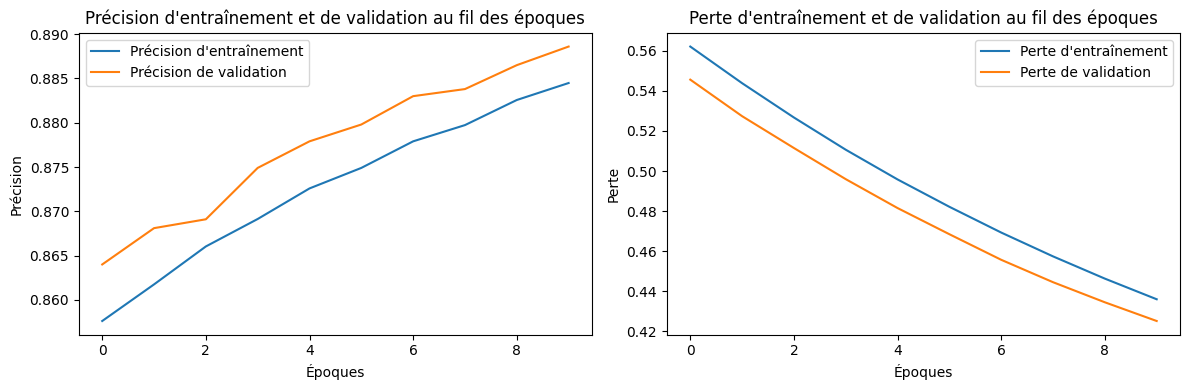 Précision d'entraînement et de validation au fil des époques
0.890
0.885
0.880
0.875
0.870
0.865
0.860
Précision
Précision d'entraînement
Précision de validation
0 2 4 6 8
Époques
Perte d'entraînement et de validation au fil des époques
0.56
0.54
0.52
0.50
0.48
0.46
0.44
0.42
Perte
Perte d'entraînement
Perte de validation
0 2 4 6 8
Époques